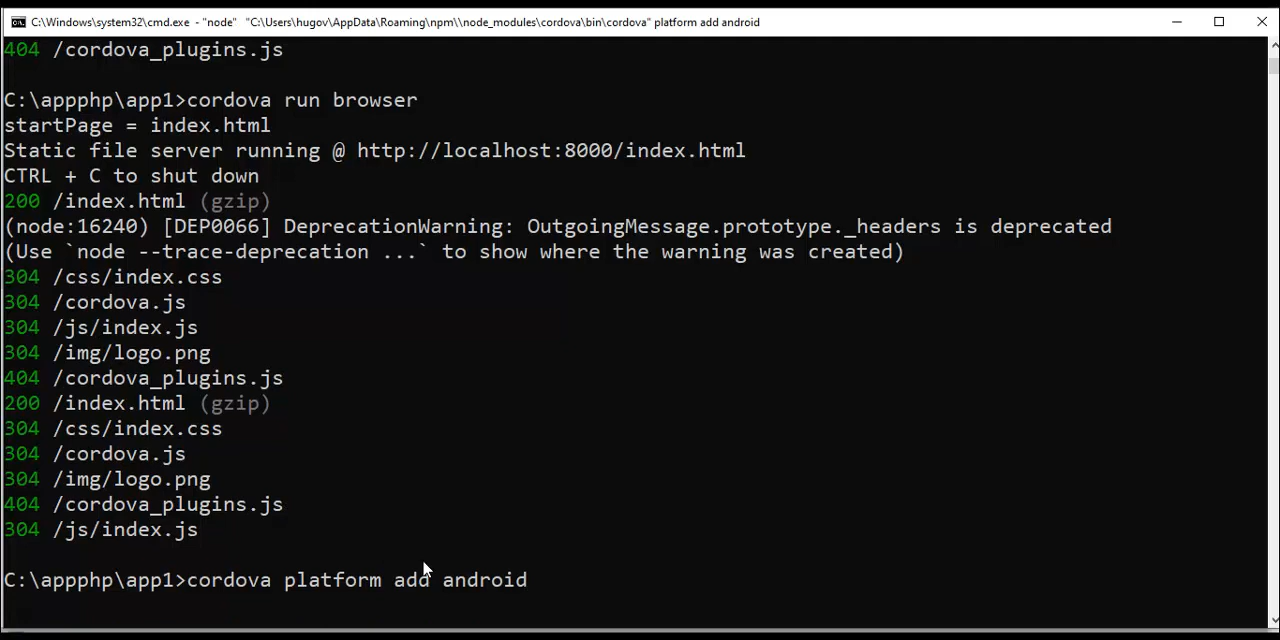 C:\Windows\system32\cmd.exe - "node" "C:\Users\hugov\AppData\Roaming\npm\\node_modules\cordova\bin\cordova" platform add android
404 /cordova_plugins.js
C:\appphp\app1>cordova run browser
startPage = index.html
Static file server running @ http://localhost:8000/index.html
CTRL + C to shut down
200 /index.html (gzip)
(node:16240) [DEP0066] DeprecationWarning: OutgoingMessage.prototype._headers is deprecated
(Use `node --trace-deprecation ...` to show where the warning was created)
304 /css/index.css
304 /cordova.js
304 /js/index.js
304 /img/logo.png
404 /cordova_plugins.js
200 /index.html (gzip)
304 /css/index.css
304 /cordova.js
304 /img/logo.png
404 /cordova_plugins.js
304 /js/index.js
C:\appphp\app1>cordova platform add android